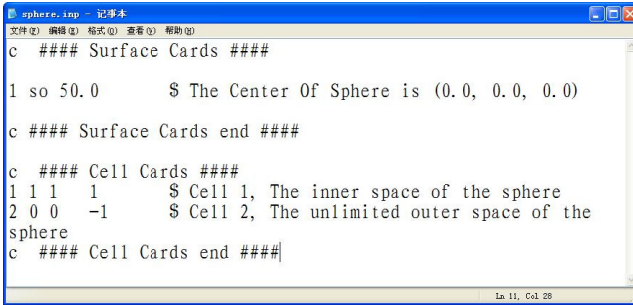 sphere.inp - 记事本
文件(F) 编辑(E) 格式(O) 查看(V) 帮助(H)
c  #### Surface Cards ####
1 so 50.0        $ The Center Of Sphere is (0.0, 0.0, 0.0)
c #### Surface Cards end ####
c  #### Cell Cards ####
1 1 1   1        $ Cell 1, The inner space of the sphere
2 0 0   -1       $ Cell 2, The unlimited outer space of the
sphere
c  #### Cell Cards end ####
Ln 11, Col 28